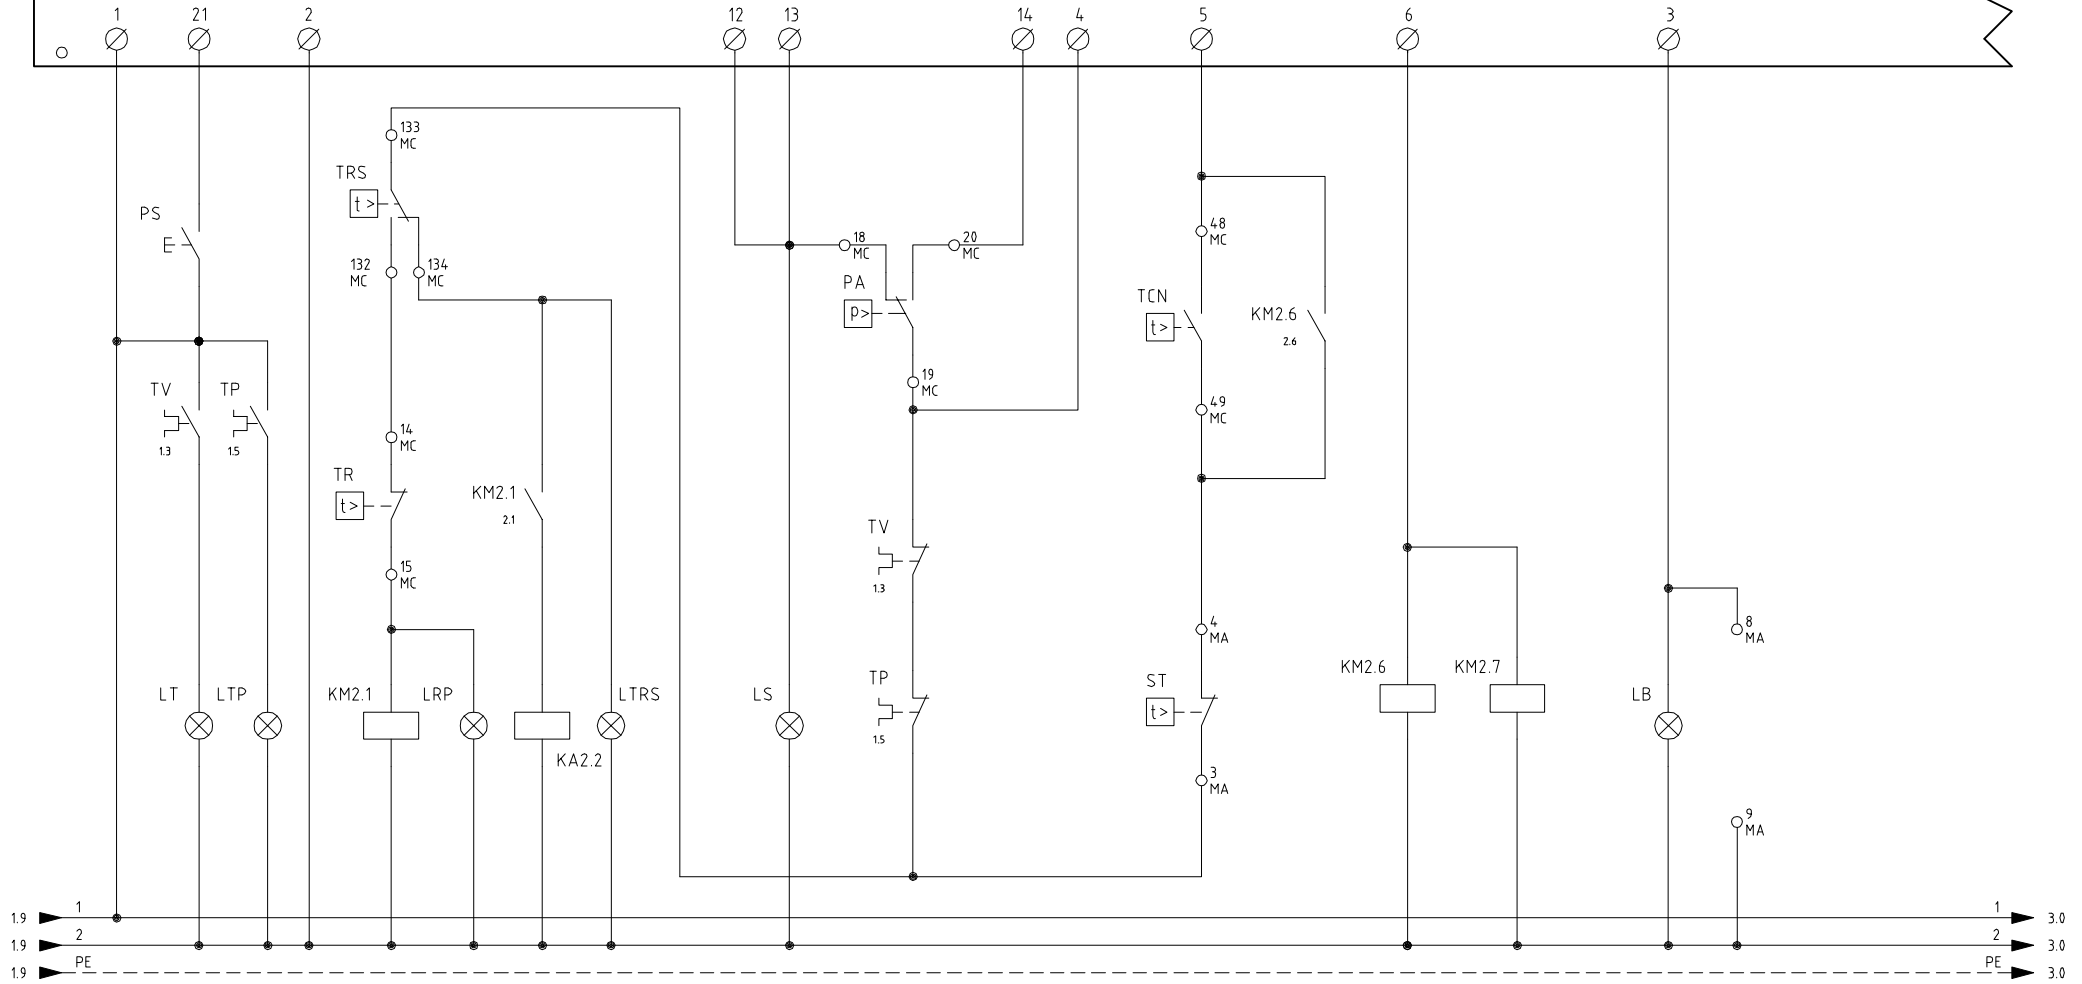 1 21 2 12 13 14 4 5 6 3
133
MC
TRS
t >
PS
18
MC
20
MC
48
MC
132
MC
134
MC
PA
p>
TCN
t>
KM2.6
2.6
TV
1.3
TP
1.5
19
MC
49
MC
14
MC
TR
t>
KM2.1
2.1
15
MC
TV
1.3
4
MA
8
MA
LT
LTP
KM2.1
LRP
LTRS
KA2.2
LS
TP
1.5
ST
t>
KM2.6
KM2.7
LB
3
MA
9
MA
1.9 1 1 3.0
1.9 2 2 3.0
1.9 PE PE 3.0